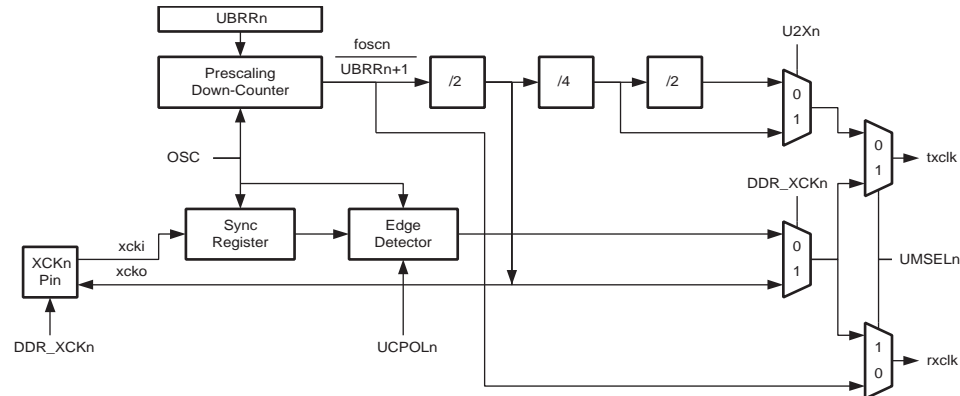 UBRRn
U2Xn
foscn
Prescaling
Down-Counter
UBRRn+1
/2
/4
/2
0
1
OSC
0
1
txclk
DDR_XCKn
Sync
Register
Edge
Detector
xcki
XCKn
Pin
xcko
0
1
UMSELn
DDR_XCKn
UCPOLn
1
0
rxclk